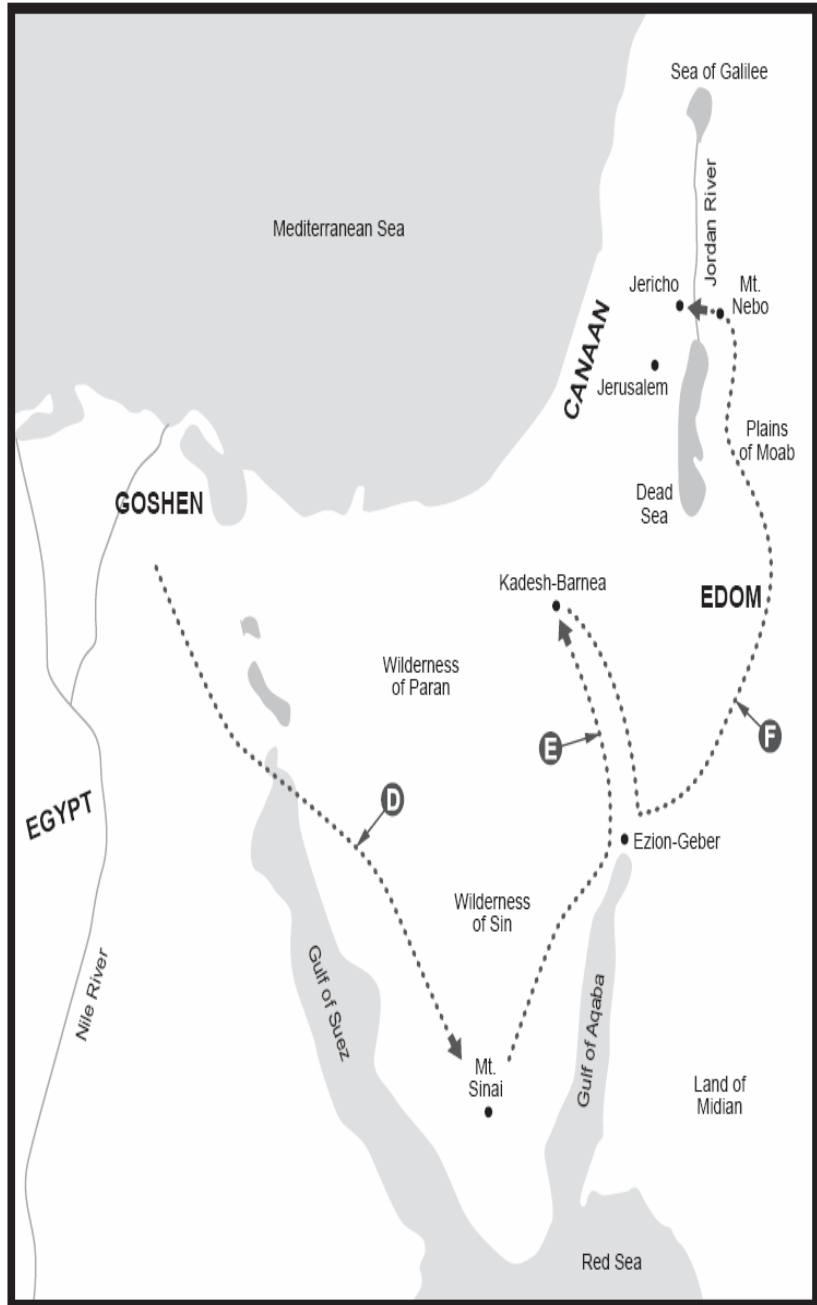 Sea of Galilee
Jordan River
Mediterranean Sea
Jericho
Mt.
Nebo
CANAAN
Jerusalem
Plains
of Moab
Dead
Sea
GOSHEN
Kadesh-Barnea
EDOM
Wilderness
of Paran
E
F
D
EGYPT
Ezion-Geber
Wilderness
of Sin
Nile River
Gulf of Suez
Gulf of Aqaba
Mt.
Sinai
Land of
Midian
Red Sea